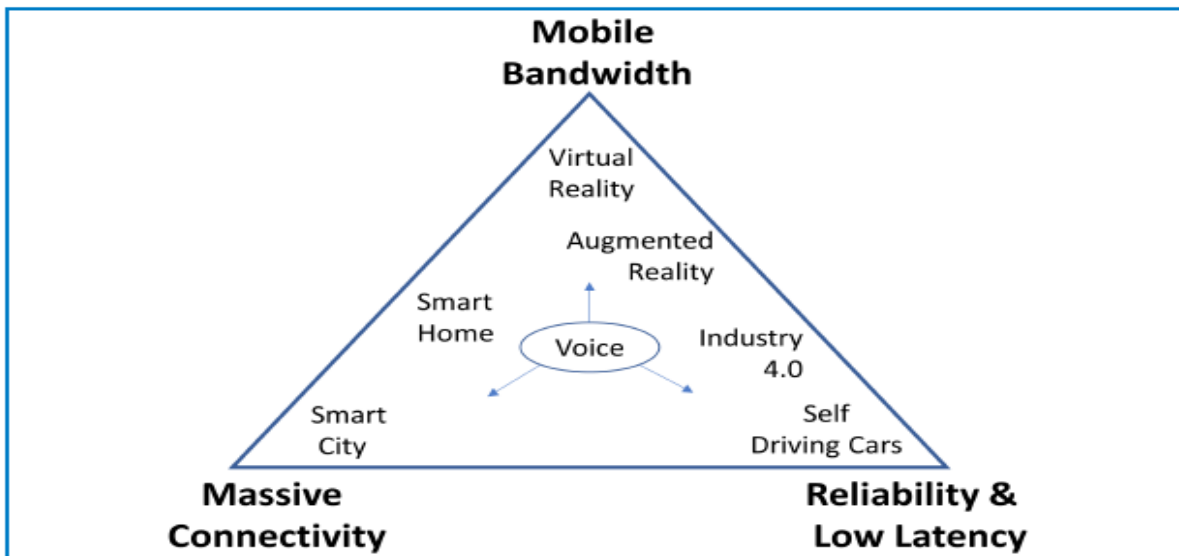 Mobile
Bandwidth
Virtual
Reality
Augmented
Reality
Smart
Home
Voice
Industry
4.0
Smart
City
Self
Driving Cars
Massive
Connectivity
Reliability &
Low Latency